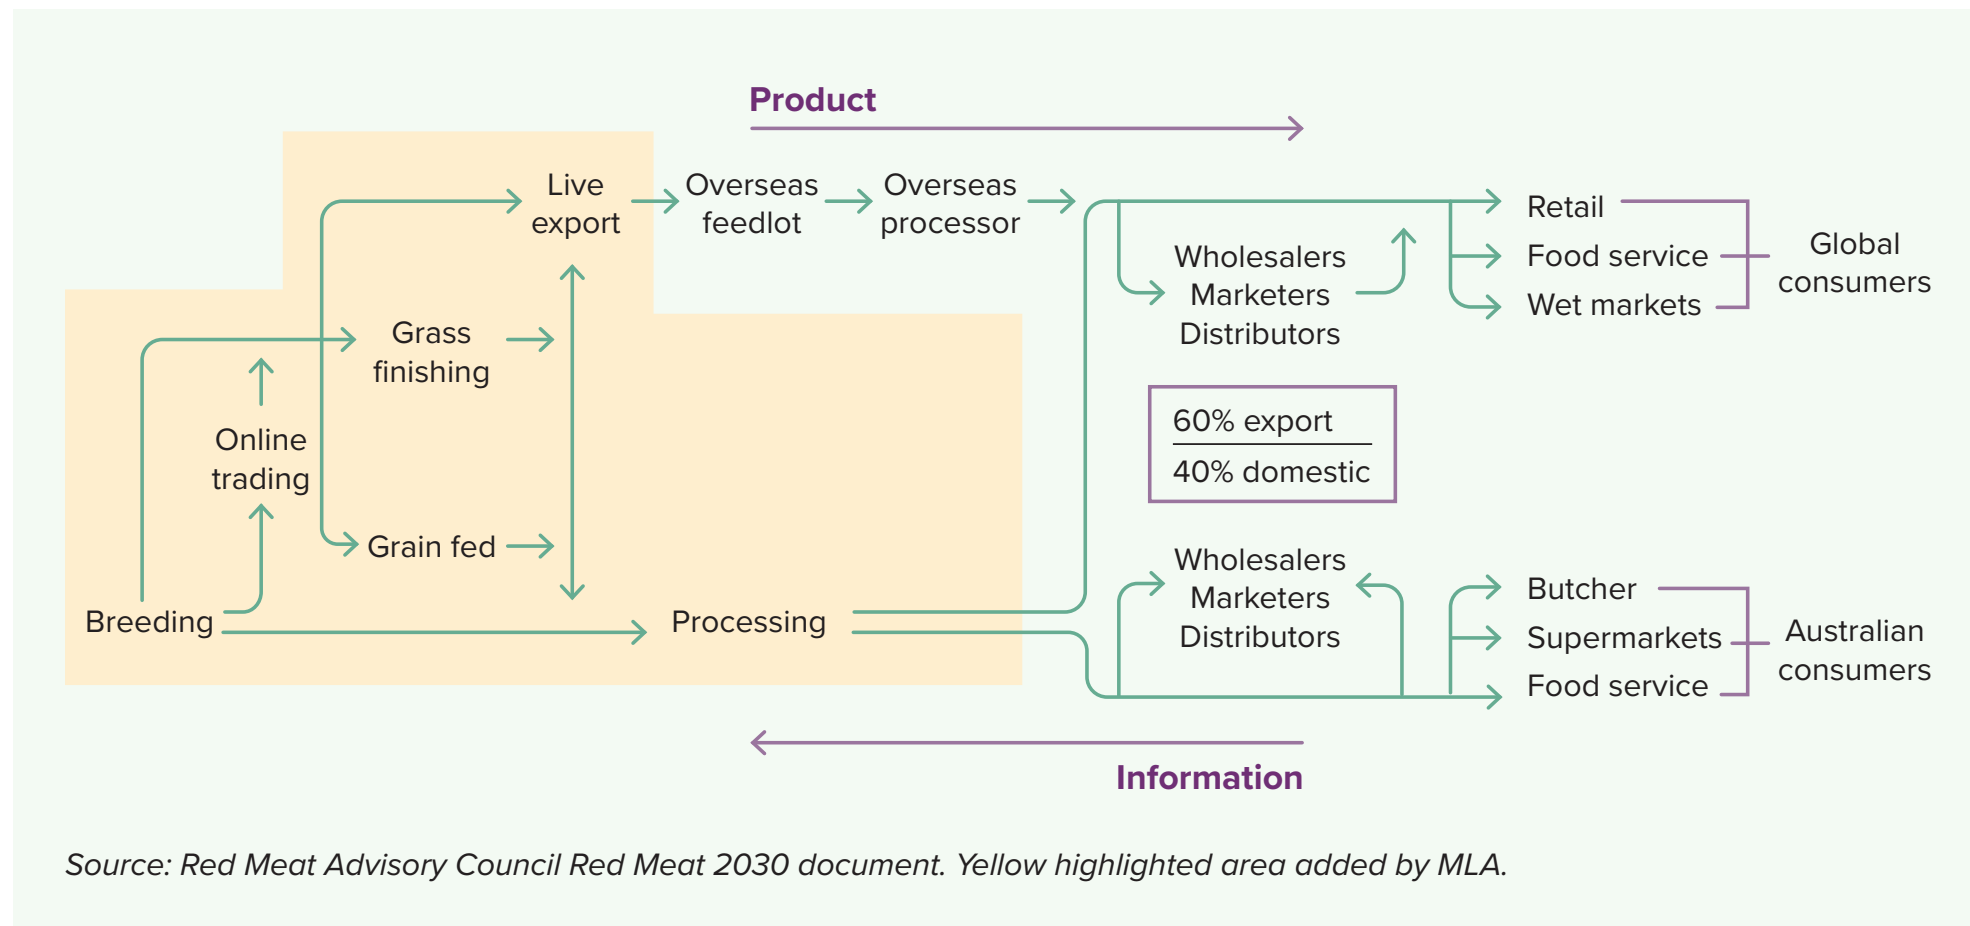 Product
Live
export
Overseas
feedlot
Overseas
processor
Retail
Food service
Wet markets
Global
consumers
Wholesalers
Marketers
Distributors
Grass
finishing
Online
trading
60% export
40% domestic
Grain fed
Breeding
Processing
Wholesalers
Marketers
Distributors
Butcher
Supermarkets
Food service
Australian
consumers
Information
Source: Red Meat Advisory Council Red Meat 2030 document. Yellow highlighted area added by MLA.